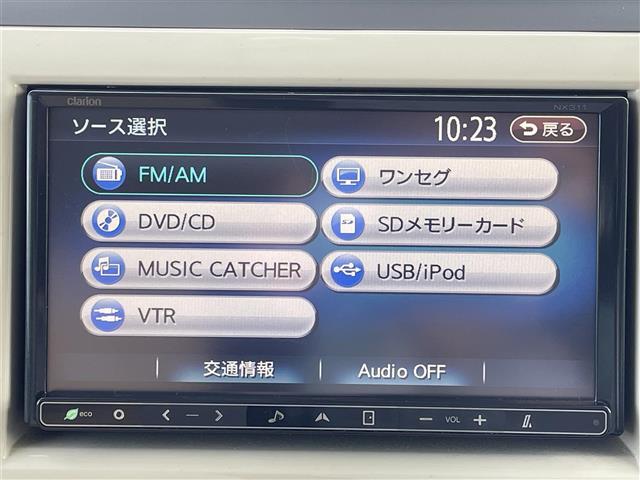 Clarion
NX311
ソース選択
10:23
戻る
FM/AM
ワンセグ
DVD/CD
SDメモリーカード
MUSIC CATCHER
USB/iPod
VTR
交通情報
Audio OFF
eco
VOL